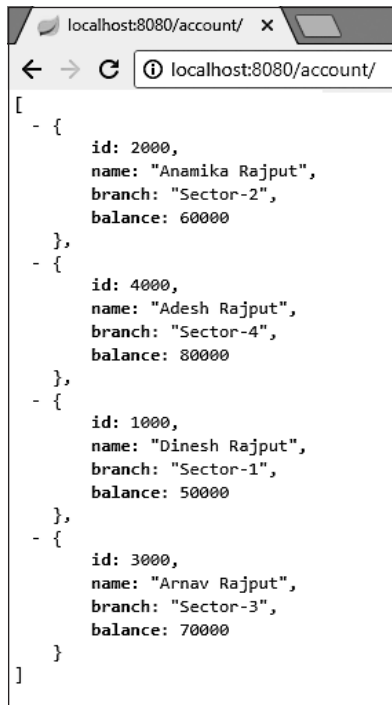 localhost:8080/account/ ×
localhost:8080/account/
[
- {
id: 2000,
name: "Anamika Rajput",
branch: "Sector-2",
balance: 60000
},
- {
id: 4000,
name: "Adesh Rajput",
branch: "Sector-4",
balance: 80000
},
- {
id: 1000,
name: "Dinesh Rajput",
branch: "Sector-1",
balance: 50000
},
- {
id: 3000,
name: "Arnav Rajput",
branch: "Sector-3",
balance: 70000
}
]